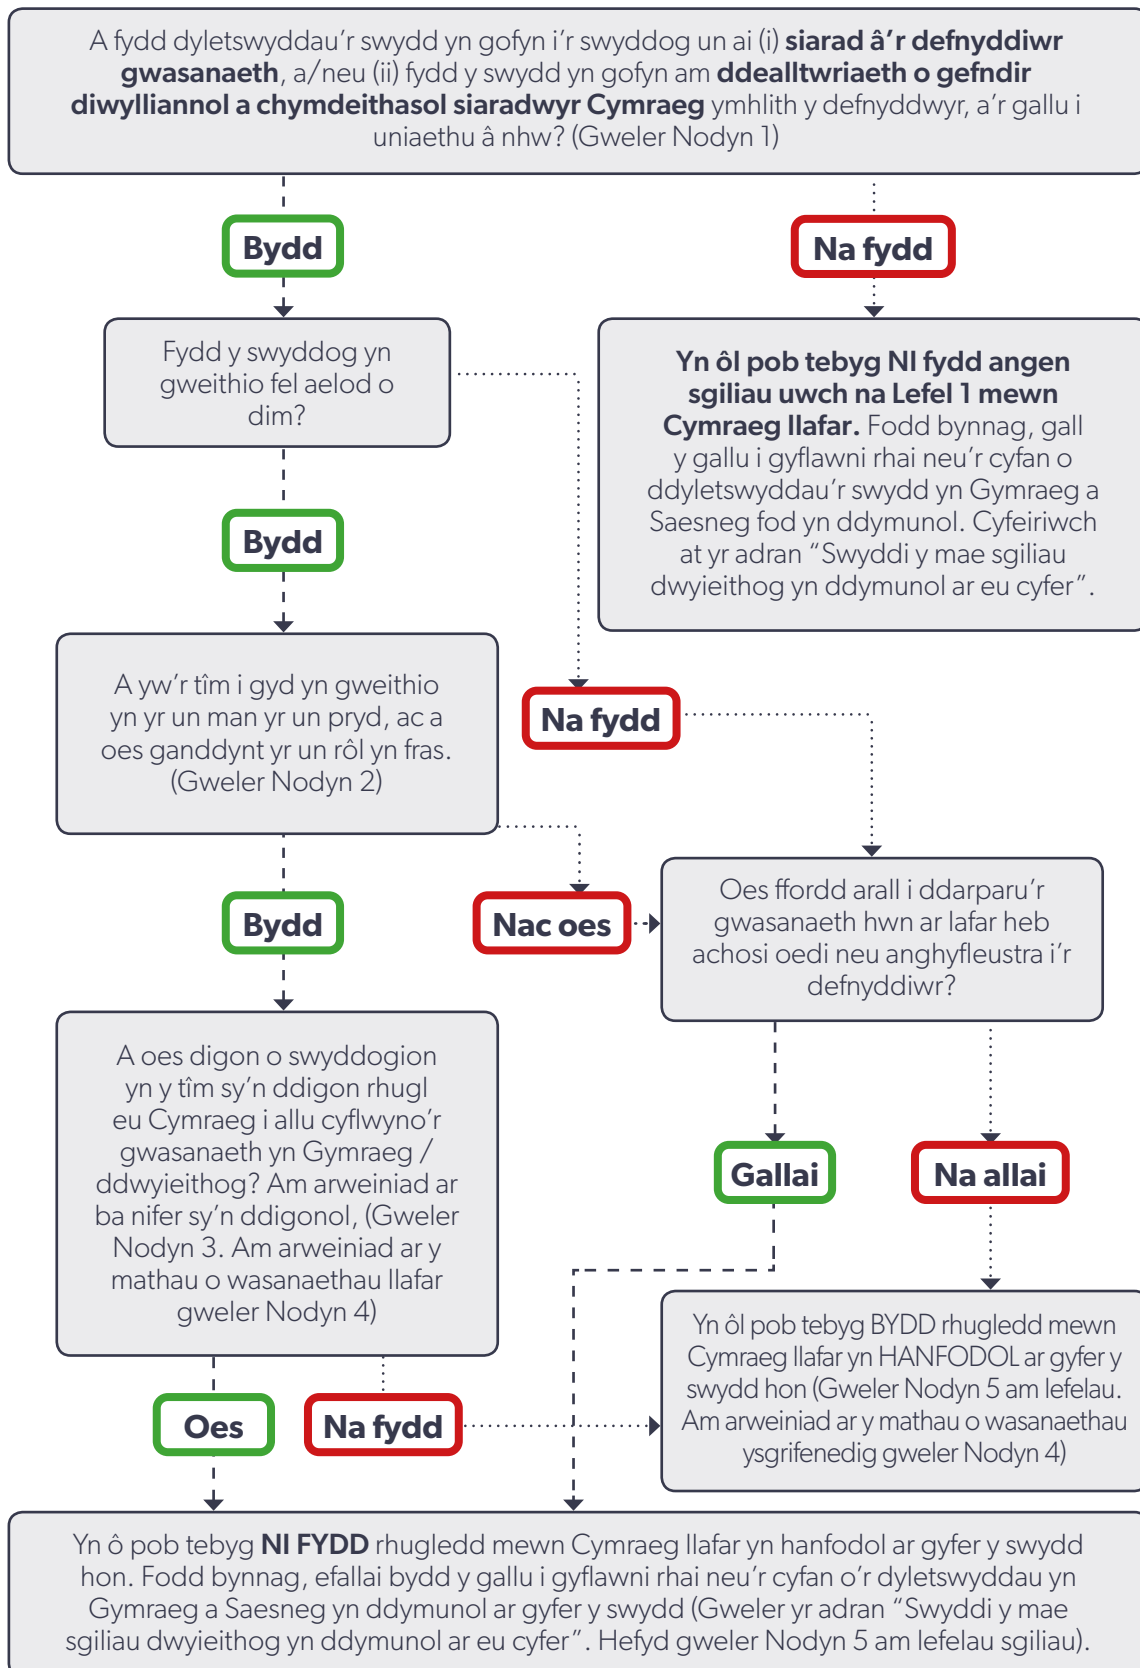 A fydd dyletswyddau'r swydd yn gofyn i'r swyddog un ai (i) siarad â'r defnyddiwr
gwasanaeth, a/neu (ii) fydd y swydd yn gofyn am ddealltwriaeth o gefndir
diwylliannol a chymdeithasol siaradwyr Cymraeg ymhlith y defnyddwyr, a'r gallu i
uniaethu â nhw? (Gweler Nodyn 1)
Bydd
Na fydd
Fydd y swyddog yn
gweithio fel aelod o
dim?
Yn ôl pob tebyg NI fydd angen
sgiliau uwch na Lefel 1 mewn
Cymraeg llafar. Fodd bynnag, gall
y gallu i gyflawni rhai neu'r cyfan o
ddyletswyddau'r swydd yn Gymraeg a
Saesneg fod yn ddymunol. Cyfeiriwch
at yr adran “Swyddi y mae sgiliau
dwyieithog yn ddymunol ar eu cyfer”.
Bydd
A yw'r tîm i gyd yn gweithio
yn yr un man yr un pryd, ac a
oes ganddynt yr un rôl yn fras.
(Gweler Nodyn 2)
Na fydd
Bydd
Nac oes
Oes ffordd arall i ddarparu'r
gwasanaeth hwn ar lafar heb
achosi oedi neu anghyfleustra i'r
defnyddiwr?
A oes digon o swyddogion
yn y tîm sy'n ddigon rhugl
eu Cymraeg i allu cyflwyno'r
gwasanaeth yn Gymraeg /
ddwyieithog? Am arweiniad ar
ba nifer sy'n ddigonol, (Gweler
Nodyn 3. Am arweiniad ar y
mathau o wasanaethau llafar
gweler Nodyn 4)
Gallai
Na allai
Yn ôl pob tebyg BYDD rhugledd mewn
Cymraeg llafar yn HANFODOL ar gyfer y
swydd hon (Gweler Nodyn 5 am lefelau.
Am arweiniad ar y mathau o wasanaethau
ysgrifenedig gweler Nodyn 4)
Oes
Na fydd
Yn ô pob tebyg NI FYDD rhugledd mewn Cymraeg llafar yn hanfodol ar gyfer y swydd
hon. Fodd bynnag, efallai bydd y gallu i gyflawni rhai neu'r cyfan o'r dyletswyddau yn
Gymraeg a Saesneg yn ddymunol ar gyfer y swydd (Gweler yr adran “Swyddi y mae
sgiliau dwyieithog yn ddymunol ar eu cyfer”. Hefyd gweler Nodyn 5 am lefelau sgiliau).